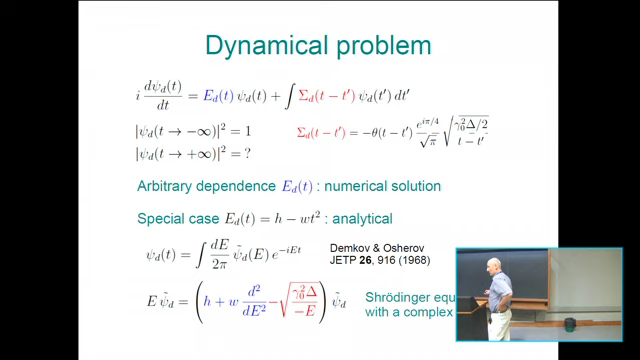 Dynamical problem
i dψ_d(t)/dt = E_d(t) ψ_d(t) + ∫ Σ_d(t − t′) ψ_d(t′) dt′
|ψ_d(t → −∞)|² = 1
Σ_d(t − t′) = −θ(t − t′) e^{iπ/4}/√π √(γ₀²Δ/2 / t − t′)
|ψ_d(t → +∞)|² = ?
Arbitrary dependence E_d(t) : numerical solution
Special case E_d(t) = h − wt² : analytical
ψ_d(t) = ∫ dE/2π ψ̃_d(E) e^{−iEt}
Demkov & Osherov
JETP 26, 916 (1968)
E ψ̃_d = (h + w d²/dE² − √(γ₀²Δ/−E)) ψ̃_d
Shrödinger equ
with a complex